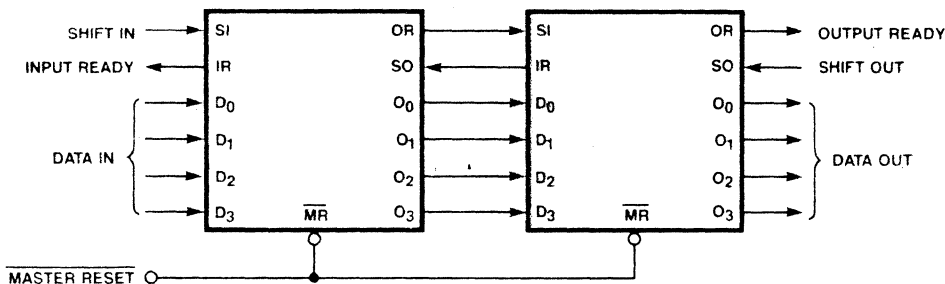 SHIFT IN SI OR SI OR OUTPUT READY
INPUT READY IR SO IR SO SHIFT OUT
D0 O0 D0 O0
D1 O1 D1 O1
DATA IN DATA OUT
D2 O2 D2 O2
D3 MR O3 D3 MR O3
MASTER RESET